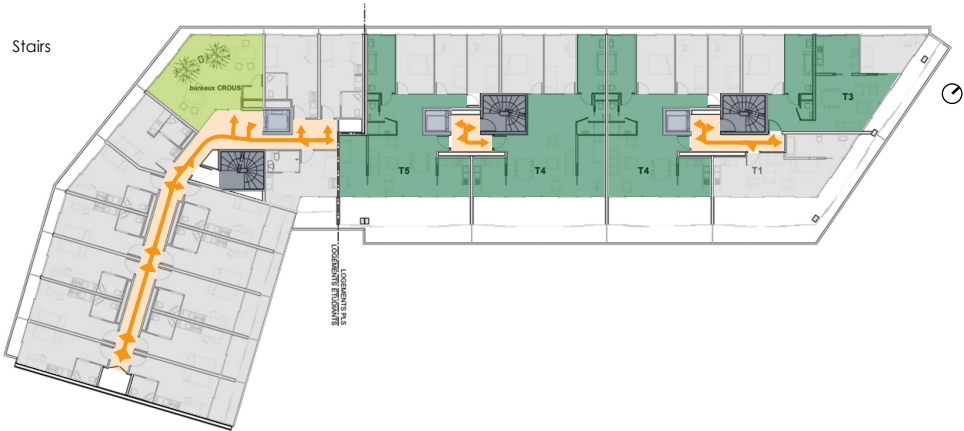 Stairs
bureaux CROUS
T3
T5
T4
T4
T1
LOGEMENTS PLS
LOGEMENTS ETUDIANTS